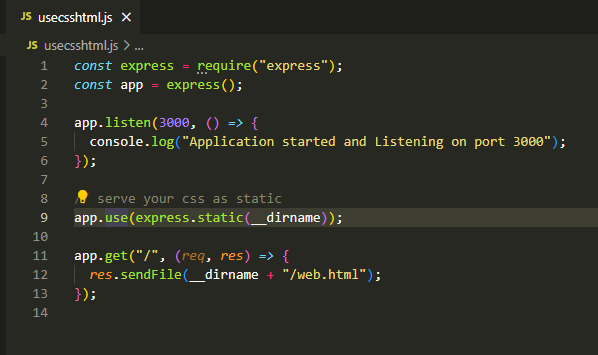 JS usecsshtml.js ×
JS usecsshtml.js > ...
1 const express = require("express");
2 const app = express();
3
4 app.listen(3000, () => {
5 console.log("Application started and Listening on port 3000");
6 });
7
8 / serve your css as static
9 app.use(express.static(__dirname));
10
11 app.get("/", (req, res) => {
12 res.sendFile(__dirname + "/web.html");
13 });
14